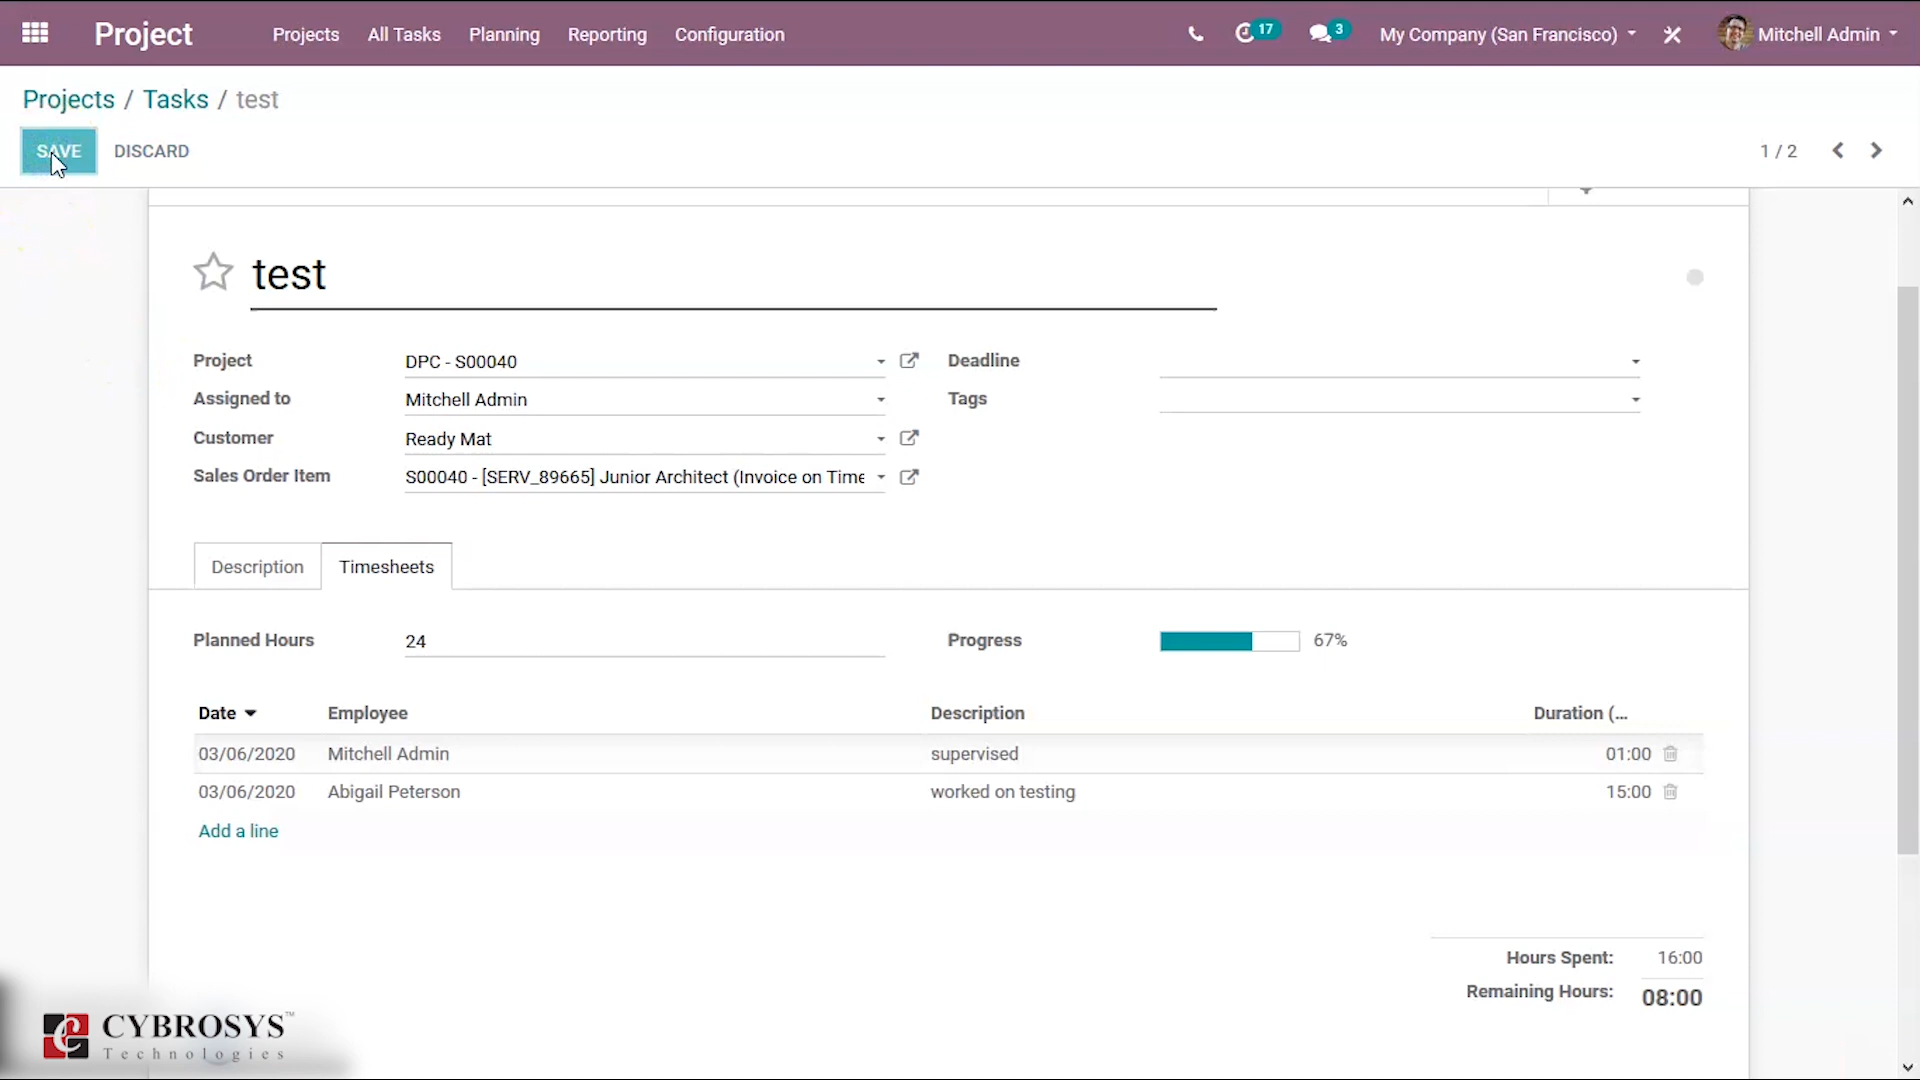 Project Projects All Tasks Planning Reporting Configuration 17 3 My Company (San Francisco) Mitchell Admin
Projects / Tasks / test
SAVE DISCARD 1 / 2
test
Project DPC - S00040 Deadline
Assigned to Mitchell Admin Tags
Customer Ready Mat
Sales Order Item S00040 - [SERV_89665] Junior Architect (Invoice on Time
Description Timesheets
Planned Hours 24 Progress 67%
Date Employee Description Duration (...
03/06/2020 Mitchell Admin supervised 01:00
03/06/2020 Abigail Peterson worked on testing 15:00
Add a line
Hours Spent: 16:00
Remaining Hours: 08:00
CYBROSYS™
Technologies